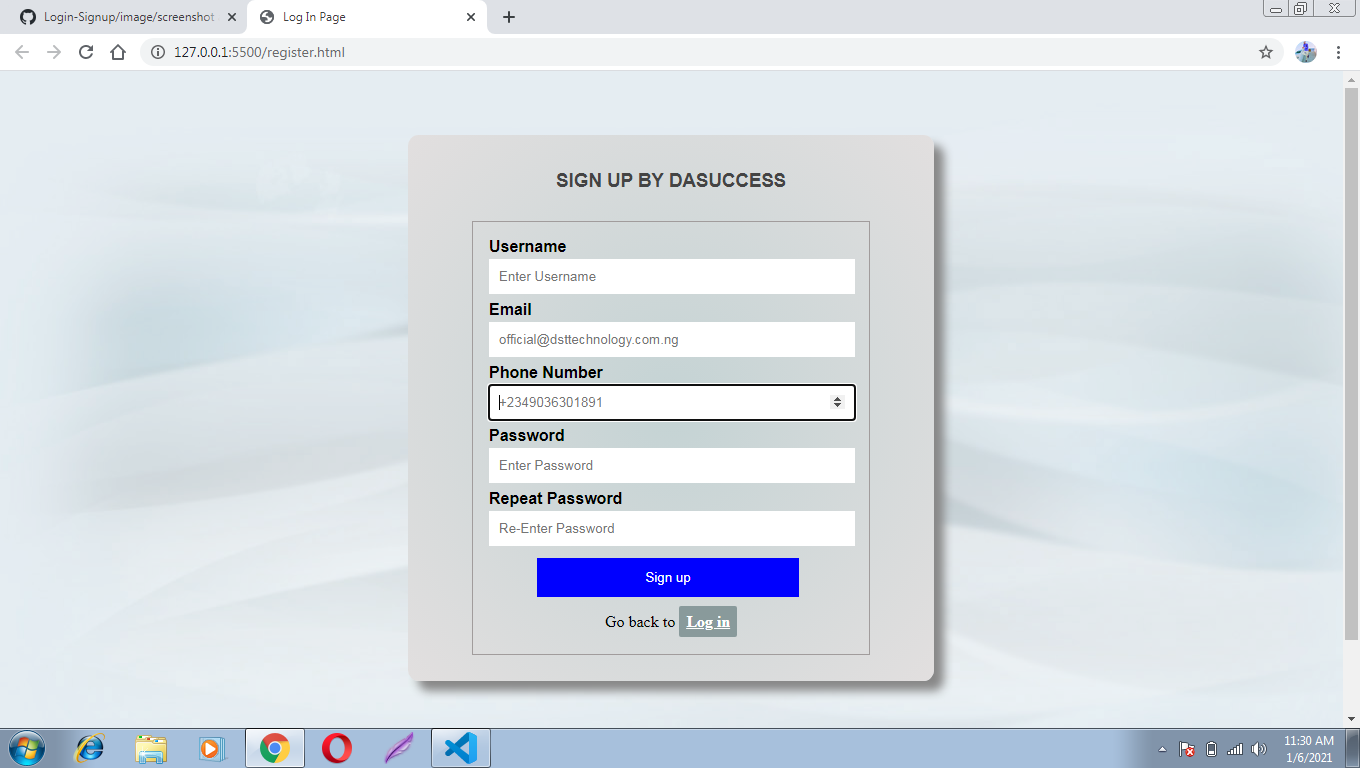 Login-Signup/image/screenshot
Log In Page
127.0.0.1:5500/register.html
SIGN UP BY DASUCCESS
Username
Enter Username
Email
official@dsttechnology.com.ng
Phone Number
+2349036301891
Password
Enter Password
Repeat Password
Re-Enter Password
Sign up
Go back to Log in
11:30 AM
1/6/2021